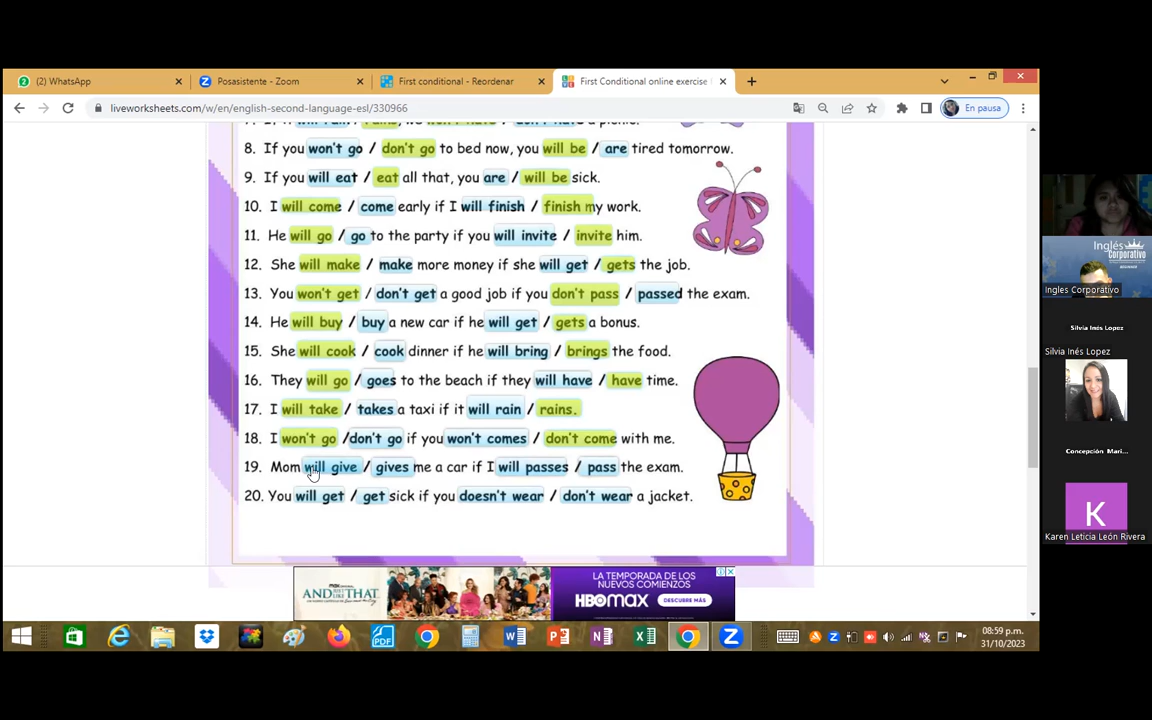 (2) WhatsApp
Posasistente - Zoom
First conditional - Reordenar
First Conditional online exercise
liveworksheets.com/w/en/english-second-language-esl/330966
En pausa
8. If you won't go / don't go to bed now, you will be / are tired tomorrow.
9. If you will eat / eat all that, you are / will be sick.
10. I will come / come early if I will finish / finish my work.
11. He will go / go to the party if you will invite / invite him.
12. She will make / make more money if she will get / gets the job.
13. You won't get / don't get a good job if you don't pass / passed the exam.
14. He will buy / buy a new car if he will get / gets a bonus.
15. She will cook / cook dinner if he will bring / brings the food.
16. They will go / goes to the beach if they will have / have time.
17. I will take / takes a taxi if it will rain / rains.
18. I won't go /don't go if you won't comes / don't come with me.
19. Mom will give / gives me a car if I will passes / pass the exam.
20. You will get / get sick if you doesn't wear / don't wear a jacket.
max
AND JUST LIKE THAT...
LA TEMPORADA DE LOS
NUEVOS COMIENZOS
HBOMAX
DESCUBRE MÁS
08:59 p.m.
31/10/2023
Inglés
Corporativo
Ingles Corporativo
Silvia Inés Lopez
Silvia Inés Lopez
Concepción Mari...
K
Karen Leticia León Rivera